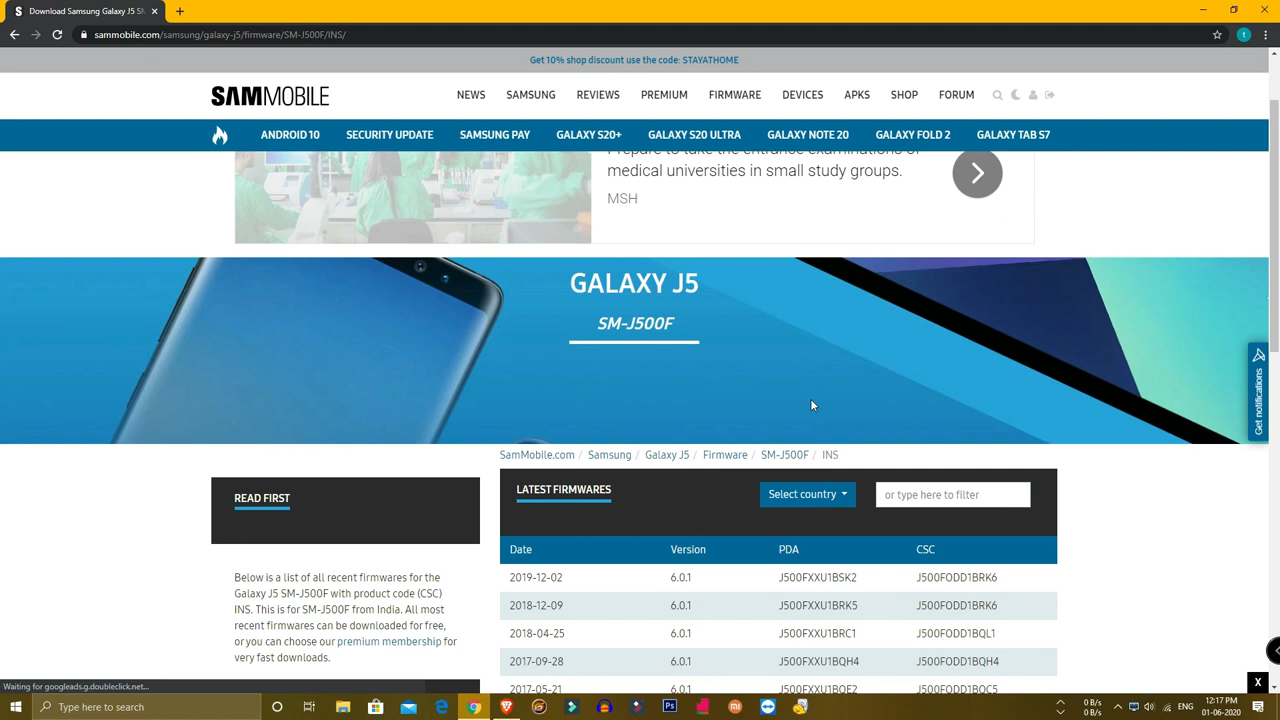 Download Samsung Galaxy J5 SM
sammobile.com/samsung/galaxy-j5/firmware/SM-J500F/INS/
t
Get 10% shop discount use the code: STAYATHOME
SAMMOBILE
NEWS SAMSUNG REVIEWS PREMIUM FIRMWARE DEVICES APKS SHOP FORUM
ANDROID 10 SECURITY UPDATE SAMSUNG PAY GALAXY S20+ GALAXY S20 ULTRA GALAXY NOTE 20 GALAXY FOLD 2 GALAXY TAB S7
Prepare to take the entrance examinations of
medical universities in small study groups.
MSH
GALAXY J5
SM-J500F
Get notifications
SamMobile.com / Samsung / Galaxy J5 / Firmware / SM-J500F / INS
READ FIRST
Below is a list of all recent firmwares for the
Galaxy J5 SM-J500F with product code (CSC)
INS. This is for SM-J500F from India. All most
recent firmwares can be downloaded for free,
or you can choose our premium membership for
very fast downloads.
LATEST FIRMWARES
Select country
or type here to filter
Date Version PDA CSC
2019-12-02 6.0.1 J500FXXU1BSK2 J500FODD1BRK6
2018-12-09 6.0.1 J500FXXU1BRK5 J500FODD1BRK6
2018-04-25 6.0.1 J500FXXU1BRC1 J500FODD1BQL1
2017-09-28 6.0.1 J500FXXU1BQH4 J500FODD1BQH4
2017-05-21 6.0.1 J500FXXU1BQE2 J500FODD1BQC5
X
Waiting for googleads.g.doubleclick.net...
Type here to search
Ps
0 B/s
0 B/s
12:17 PM
01-06-2020